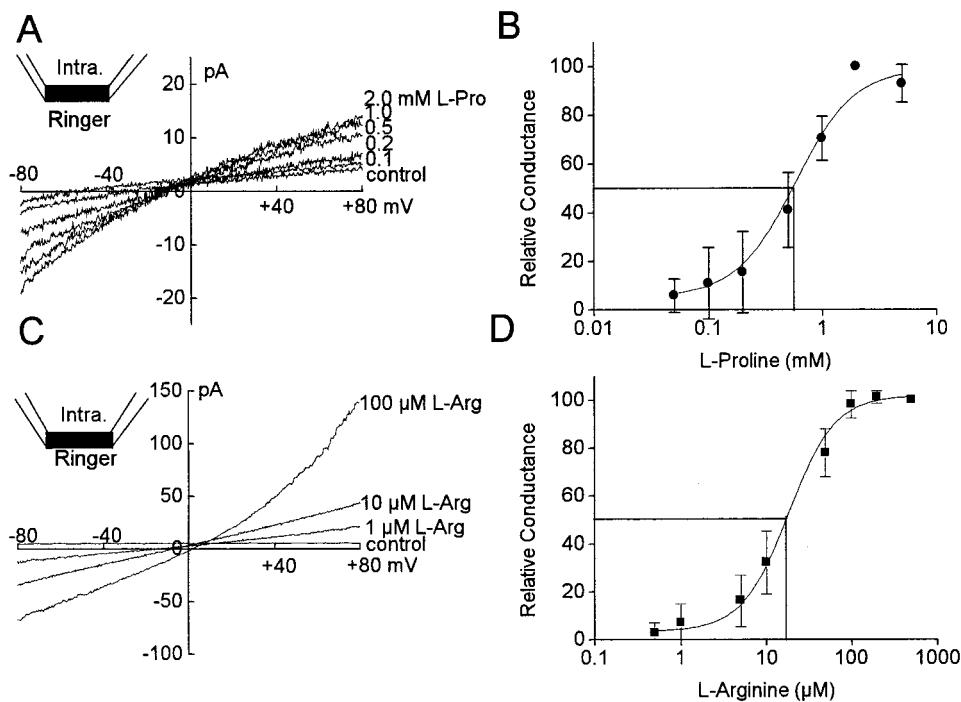 A
Intra.
Ringer
pA
20
10
0
-10
-20
-80
-40
+40
+80 mV
2.0 mM L-Pro
1.0
0.5
0.2
0.1
control
B
Relative Conductance
100
80
60
40
20
0
0.01
0.1
1
10
L-Proline (mM)
C
Intra.
Ringer
pA
150
100
50
0
-50
-100
-80
-40
+40
+80 mV
100 µM L-Arg
10 µM L-Arg
1 µM L-Arg
control
D
Relative Conductance
100
80
60
40
20
0
0.1
1
10
100
1000
L-Arginine (µM)